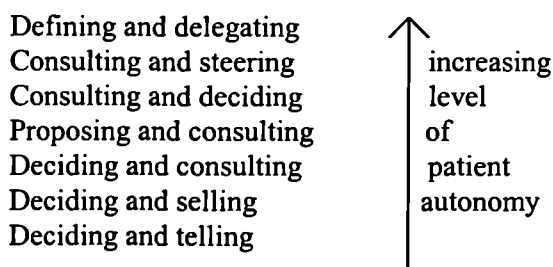 Defining and delegating
Consulting and steering
Consulting and deciding
Proposing and consulting
Deciding and consulting
Deciding and selling
Deciding and telling
increasing
level
of
patient
autonomy